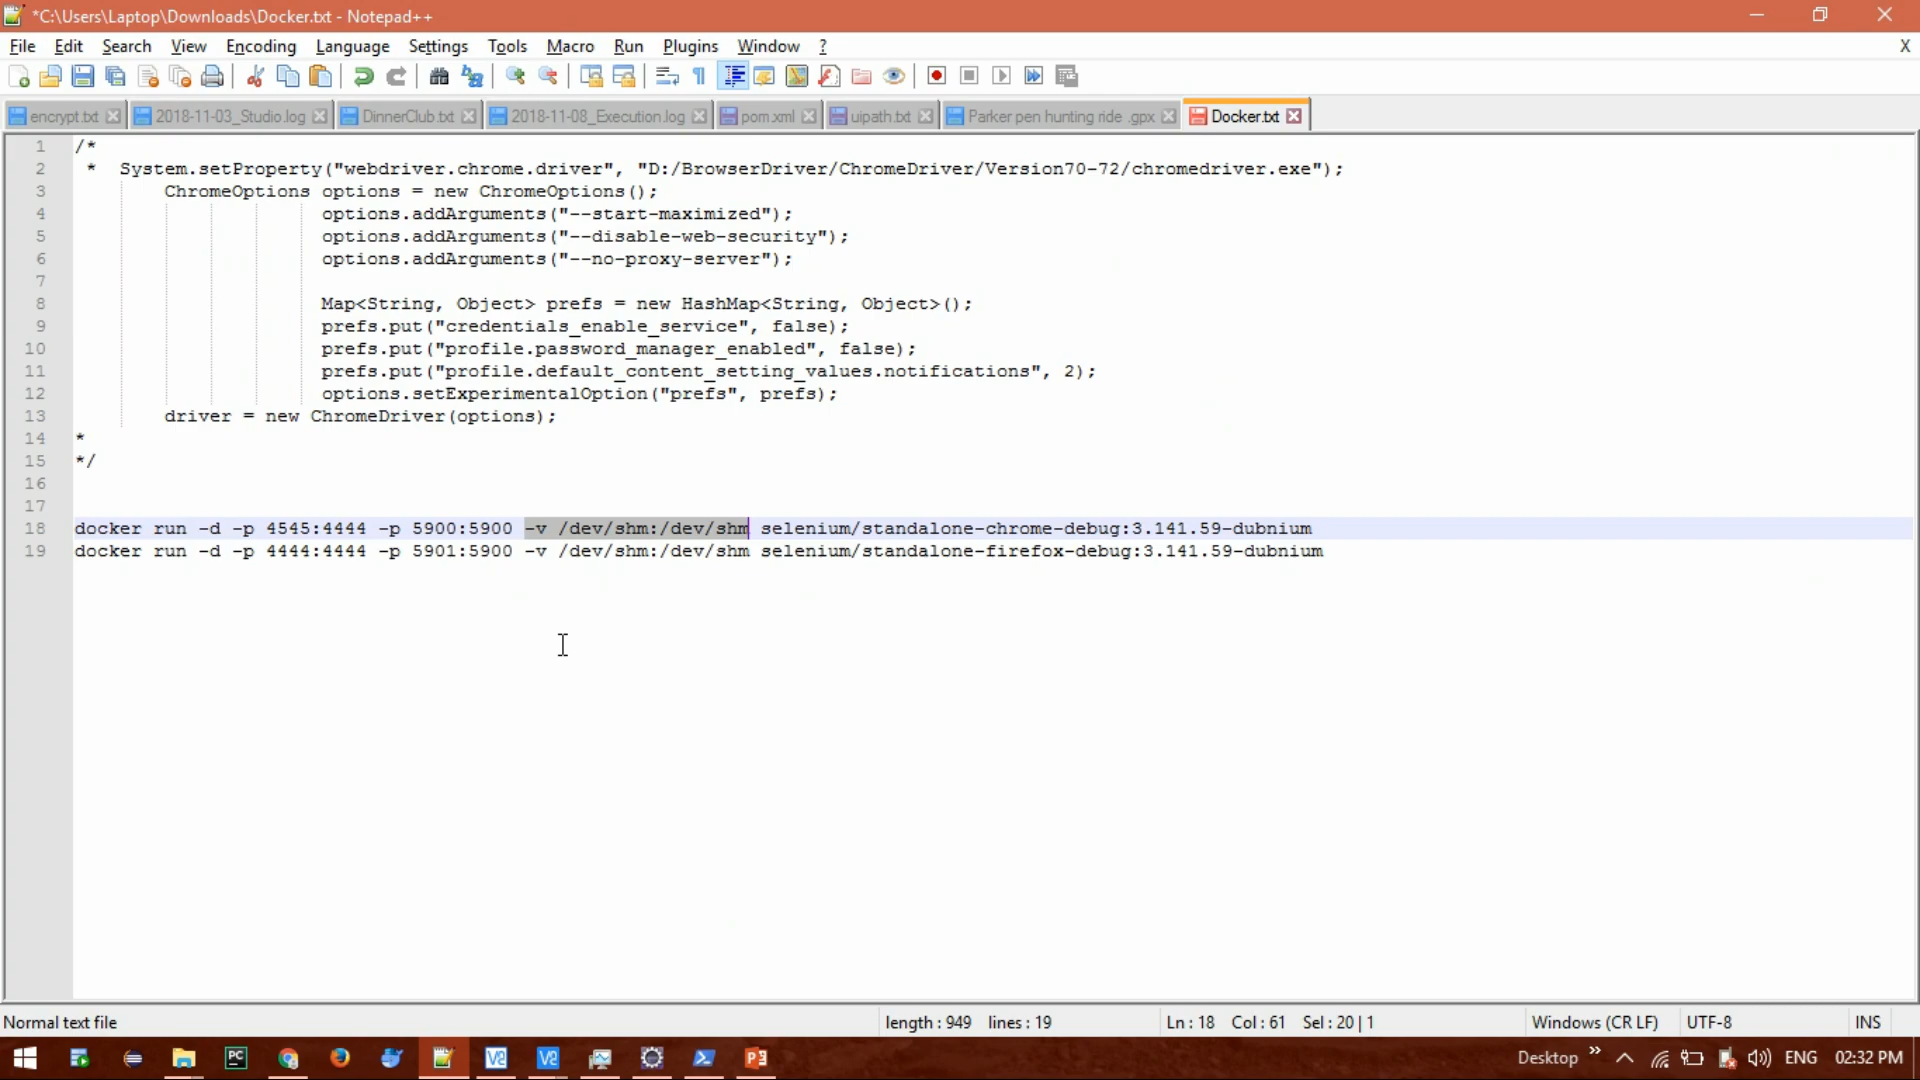 *C:\Users\Laptop\Downloads\Docker.txt - Notepad++
File Edit Search View Encoding Language Settings Tools Macro Run Plugins Window ? X
encrypt.txt 2018-11-03_Studio.log DinnerClub.txt 2018-11-08_Execution.log pom.xml uipath.txt Parker pen hunting ride .gpx Docker.txt
1 /*
2 * System.setProperty("webdriver.chrome.driver", "D:/BrowserDriver/ChromeDriver/Version70-72/chromedriver.exe");
3 ChromeOptions options = new ChromeOptions();
4 options.addArguments("--start-maximized");
5 options.addArguments("--disable-web-security");
6 options.addArguments("--no-proxy-server");
7
8 Map<String, Object> prefs = new HashMap<String, Object>();
9 prefs.put("credentials_enable_service", false);
10 prefs.put("profile.password_manager_enabled", false);
11 prefs.put("profile.default_content_setting_values.notifications", 2);
12 options.setExperimentalOption("prefs", prefs);
13 driver = new ChromeDriver(options);
14 *
15 */
16
17
18 docker run -d -p 4545:4444 -p 5900:5900 -v /dev/shm:/dev/shm selenium/standalone-chrome-debug:3.141.59-dubnium
19 docker run -d -p 4444:4444 -p 5901:5900 -v /dev/shm:/dev/shm selenium/standalone-firefox-debug:3.141.59-dubnium
Normal text file length : 949 lines : 19 Ln : 18 Col : 61 Sel : 20 | 1 Windows (CR LF) UTF-8 INS
Desktop » ENG 02:32 PM